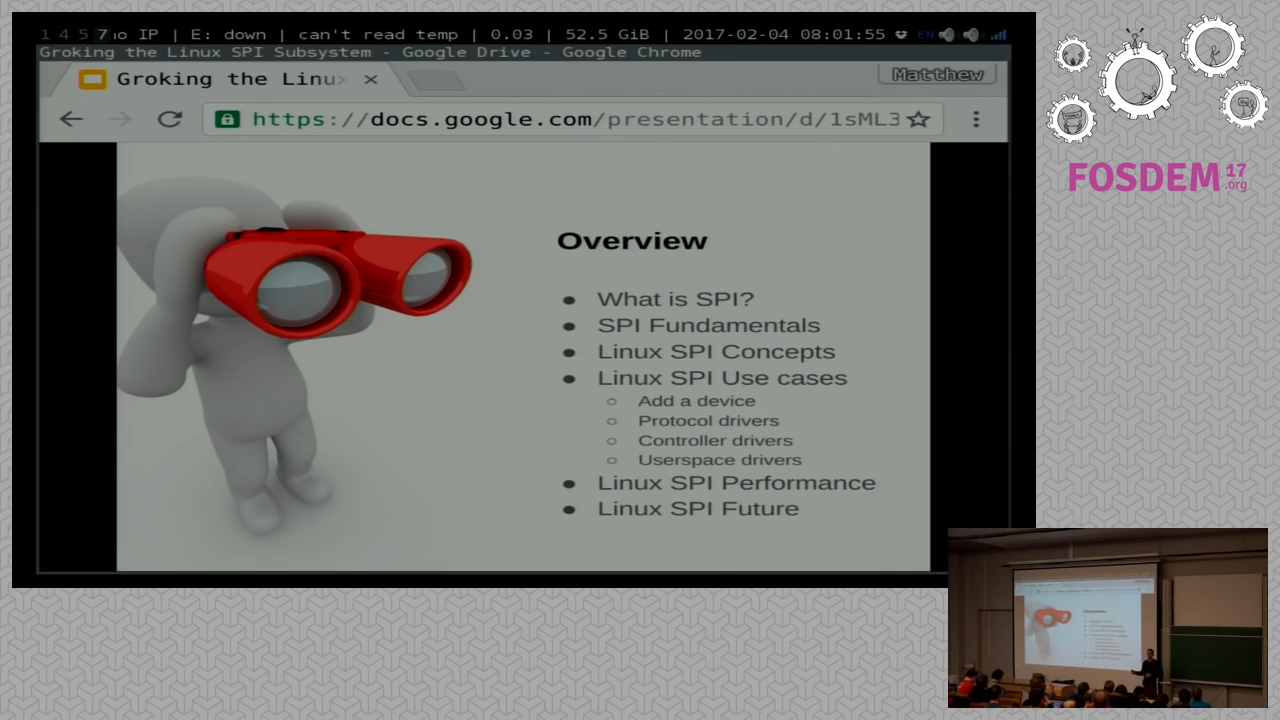 1 4 5 7 no IP | E: down | can't read temp | 0.03 | 52.5 GiB | 2017-02-04 08:01:55 EN
Groking the Linux SPI Subsystem - Google Drive - Google Chrome
Groking the Linux
Matthew
https://docs.google.com/presentation/d/1sML3
Overview
● What is SPI?
● SPI Fundamentals
● Linux SPI Concepts
● Linux SPI Use cases
○ Add a device
○ Protocol drivers
○ Controller drivers
○ Userspace drivers
● Linux SPI Performance
● Linux SPI Future
FOSDEM 17 .org